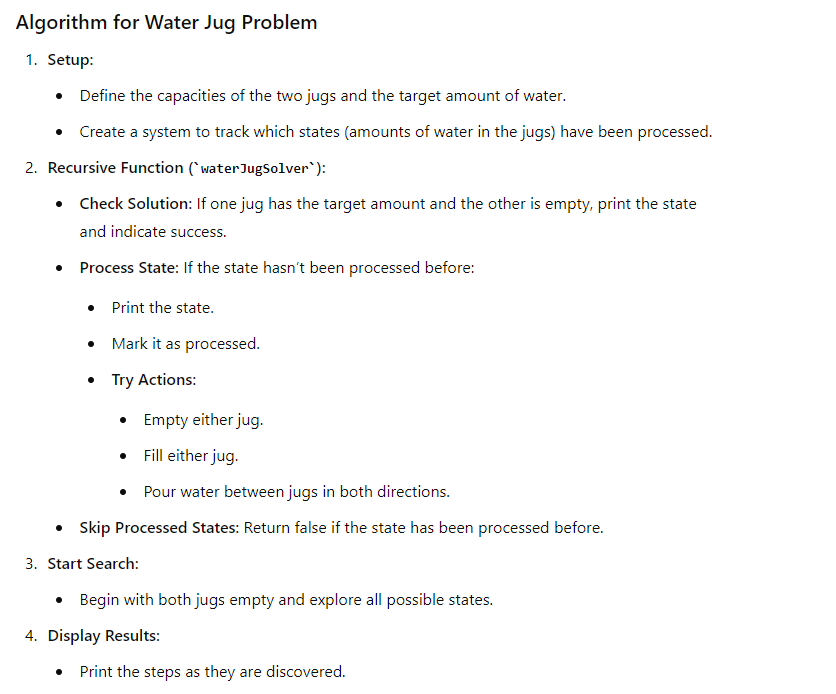 Algorithm for Water Jug Problem
1. Setup:
• Define the capacities of the two jugs and the target amount of water.
• Create a system to track which states (amounts of water in the jugs) have been processed.
2. Recursive Function (`waterJugSolver`):
• Check Solution: If one jug has the target amount and the other is empty, print the state
and indicate success.
• Process State: If the state hasn't been processed before:
• Print the state.
• Mark it as processed.
• Try Actions:
• Empty either jug.
• Fill either jug.
• Pour water between jugs in both directions.
• Skip Processed States: Return false if the state has been processed before.
3. Start Search:
• Begin with both jugs empty and explore all possible states.
4. Display Results:
• Print the steps as they are discovered.